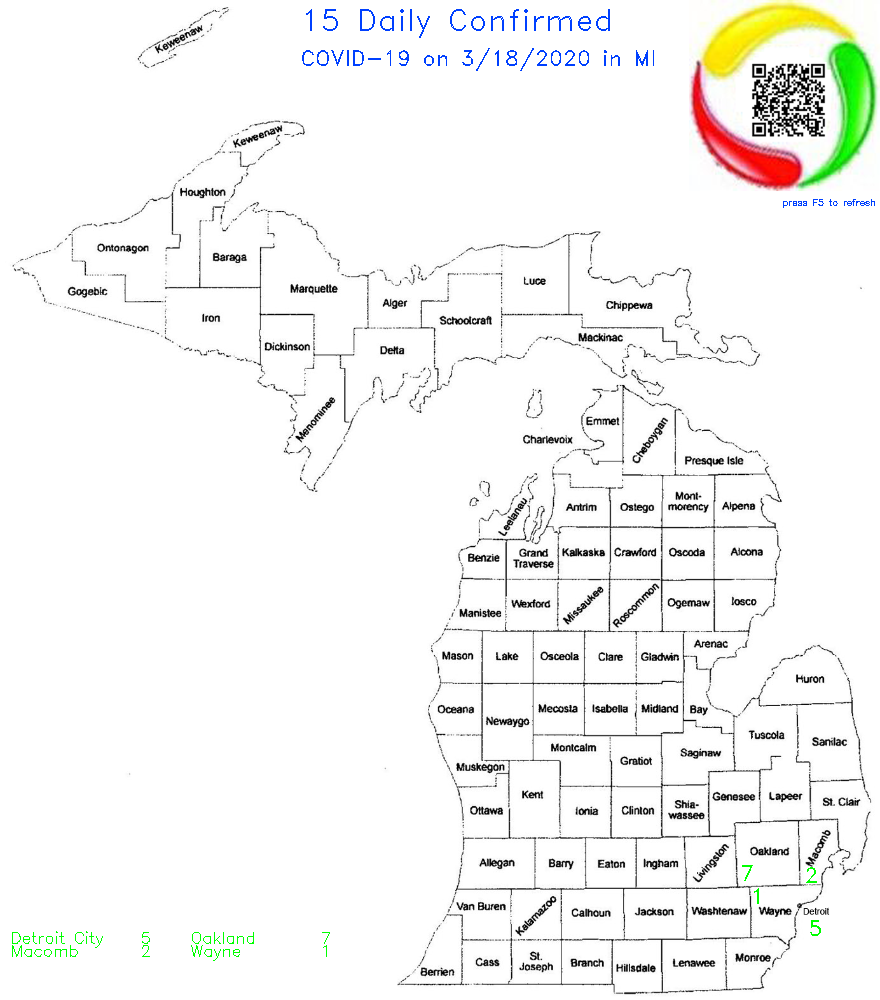 15 Daily Confirmed
COVID-19 on 3/18/2020 in MI
press F5 to refresh
Keweenaw
Keweenaw
Houghton
Ontonagon
Baraga
Gogebic
Marquette
Iron
Alger
Luce
Chippewa
Schoolcraft
Dickinson
Delta
Mackinac
Menominee
Emmet
Charlevoix
Cheboygan
Presque Isle
Leelanau
Antrim
Ostego
Mont-
morency
Alpena
Benzie
Grand
Traverse
Kalkaska
Crawford
Oscoda
Alcona
Manistee
Wexford
Missaukee
Roscommon
Ogemaw
Iosco
Mason
Lake
Osceola
Clare
Gladwin
Arenac
Huron
Oceana
Newaygo
Mecosta
Isabella
Midland
Bay
Tuscola
Sanilac
Montcalm
Gratiot
Saginaw
Muskegon
Kent
Ottawa
Ionia
Clinton
Shia-
wassee
Genesee
Lapeer
St. Clair
Allegan
Barry
Eaton
Ingham
Livingston
Oakland
Macomb
7
2
1
Van Buren
Kalamazoo
Calhoun
Jackson
Washtenaw
Wayne
Detroit
5
Berrien
Cass
St.
Joseph
Branch
Hillsdale
Lenawee
Monroe
Detroit City 5 Oakland 7
Macomb 2 Wayne 1